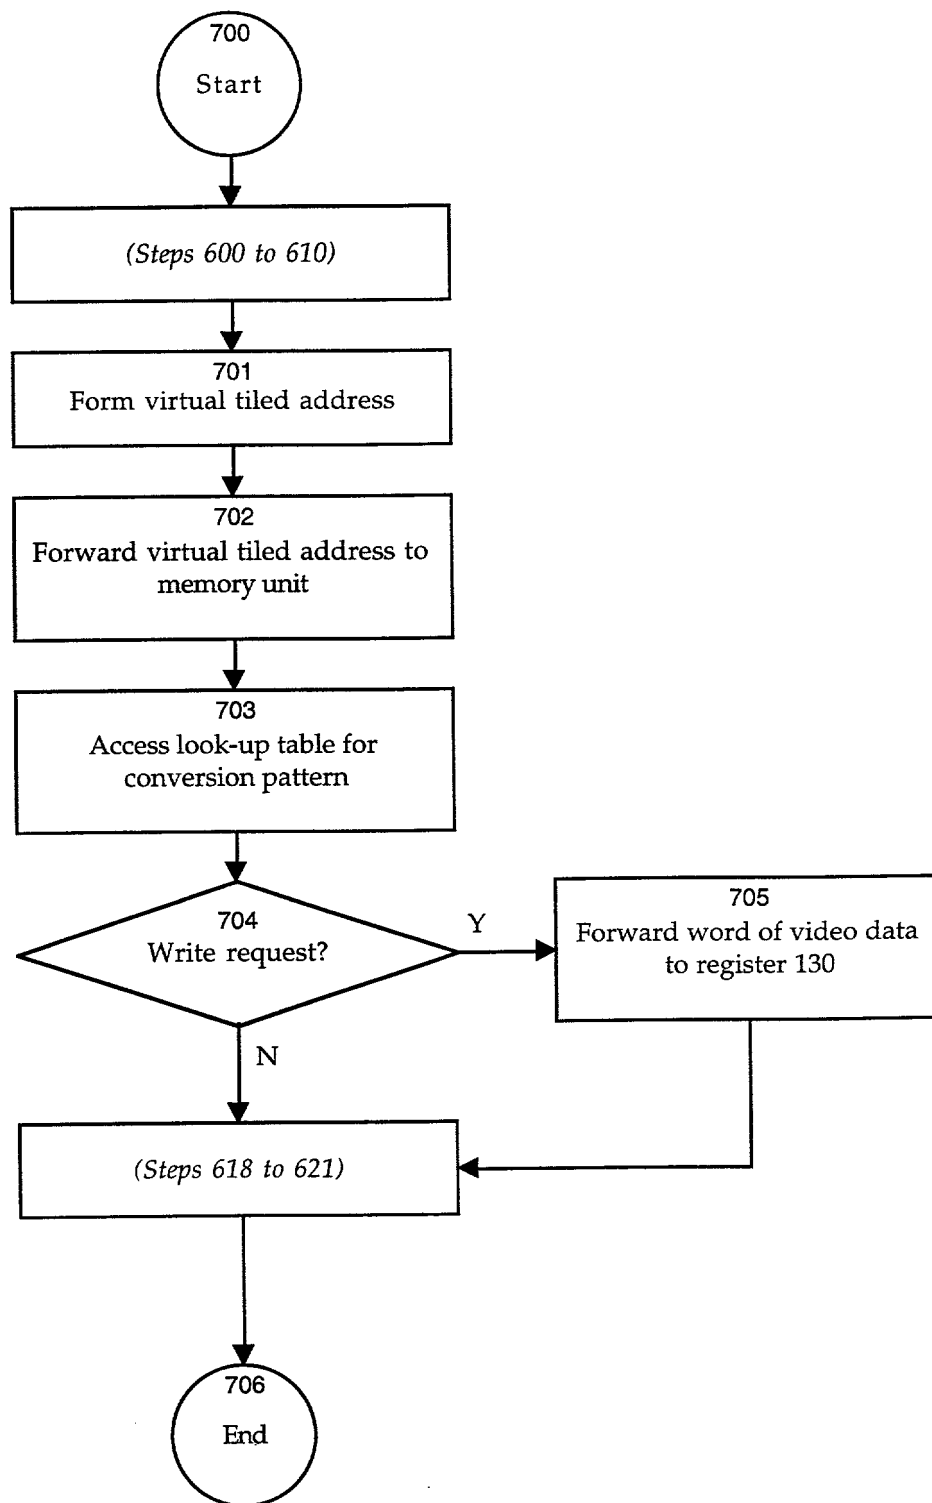 700
Start
(Steps 600 to 610)
701
Form virtual tiled address
702
Forward virtual tiled address to
memory unit
703
Access look-up table for
conversion pattern
704
Write request?
Y
705
Forward word of video data
to register 130
N
(Steps 618 to 621)
706
End